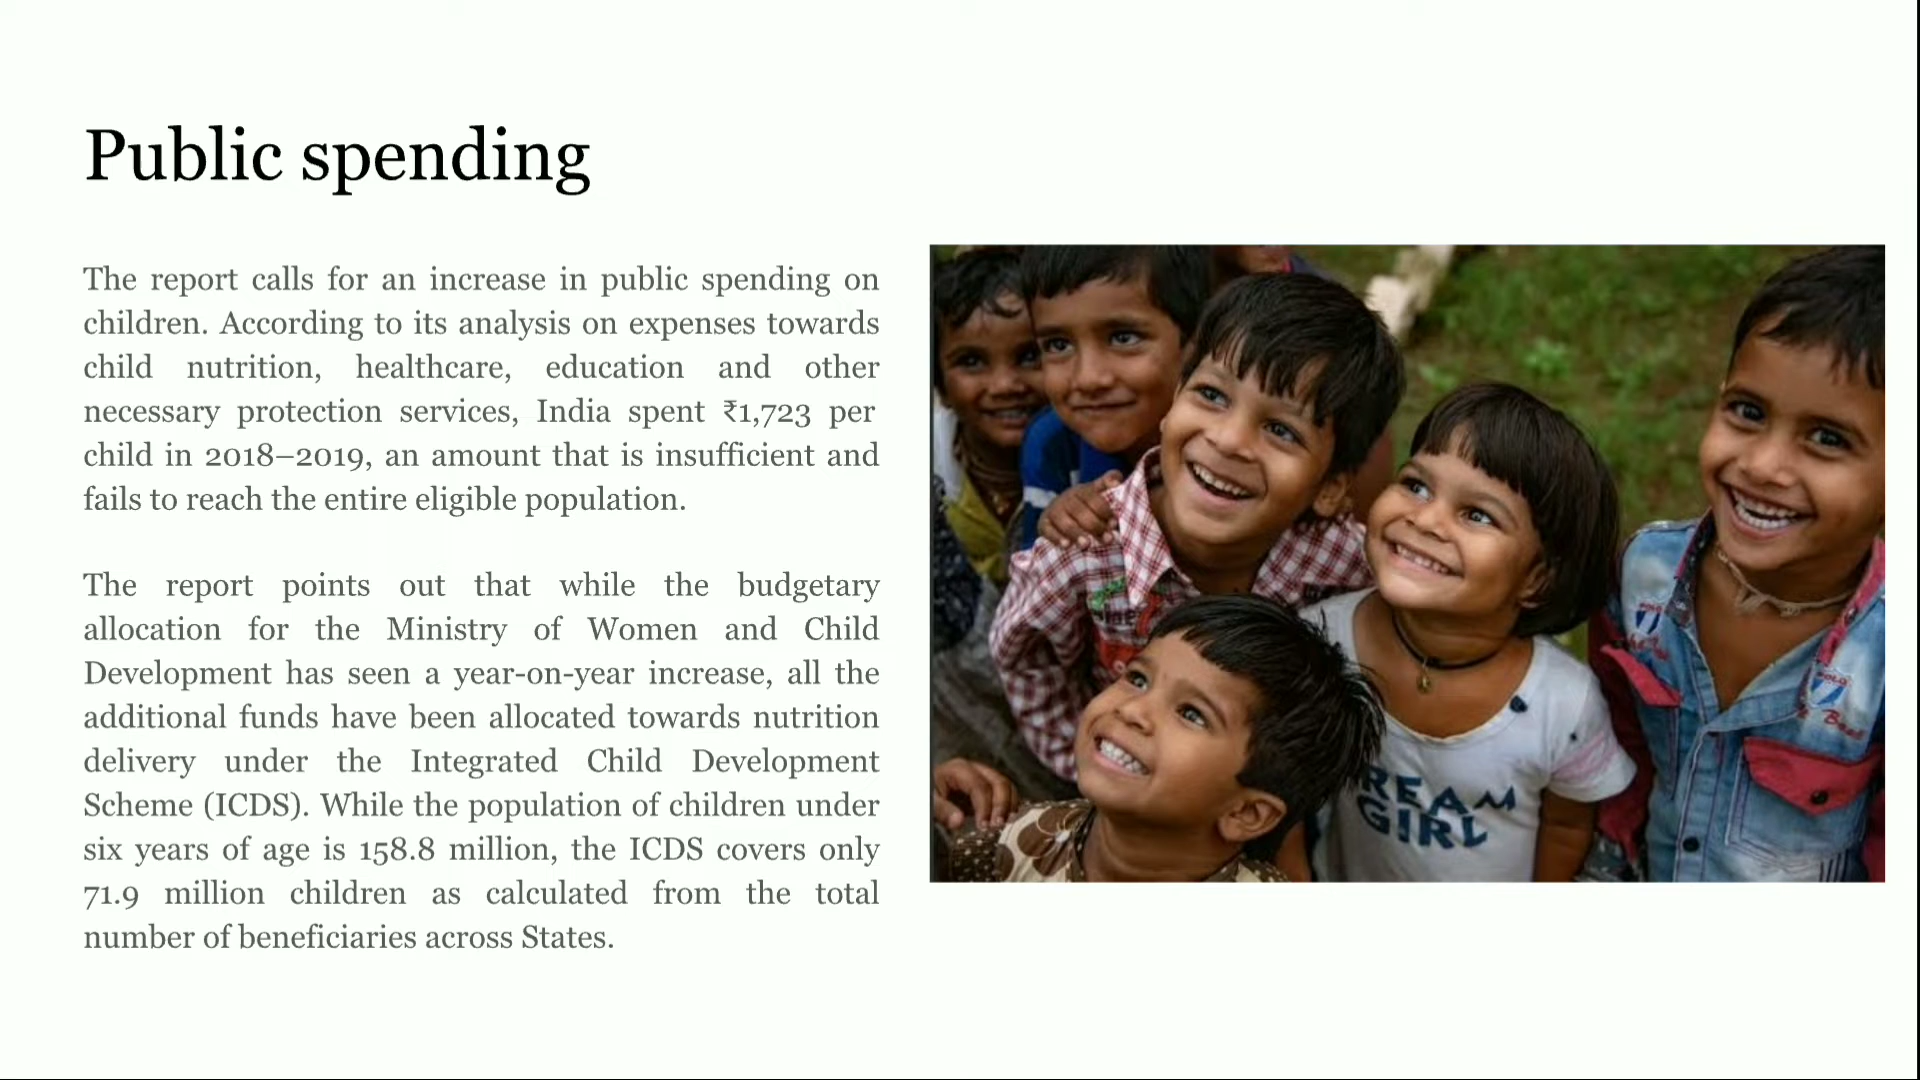 Public spending
The report calls for an increase in public spending on
children. According to its analysis on expenses towards
child nutrition, healthcare, education and other
necessary protection services, India spent ₹1,723 per
child in 2018–2019, an amount that is insufficient and
fails to reach the entire eligible population.
The report points out that while the budgetary
allocation for the Ministry of Women and Child
Development has seen a year-on-year increase, all the
additional funds have been allocated towards nutrition
delivery under the Integrated Child Development
Scheme (ICDS). While the population of children under
six years of age is 158.8 million, the ICDS covers only
71.9 million children as calculated from the total
number of beneficiaries across States.
REAM
GIRL
POLO